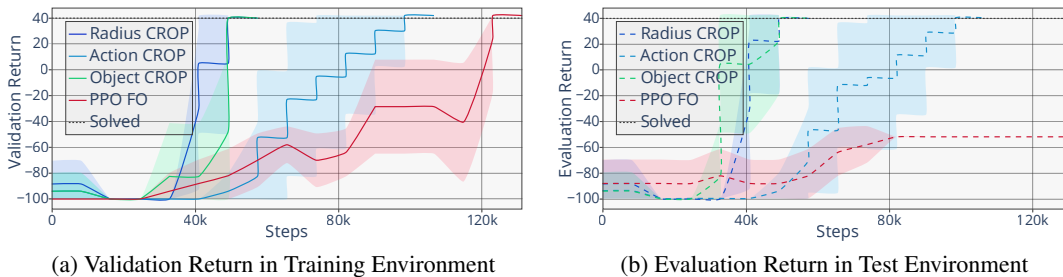 Validation Return
40
20
0
−20
−40
−60
−80
−100
Radius CROP
Action CROP
Object CROP
PPO FO
Solved
0
40k
80k
120k
Steps
(a) Validation Return in Training Environment
Evaluation Return
40
20
0
−20
−40
−60
−80
−100
Radius CROP
Action CROP
Object CROP
PPO FO
Solved
0
40k
80k
120k
Steps
(b) Evaluation Return in Test Environment